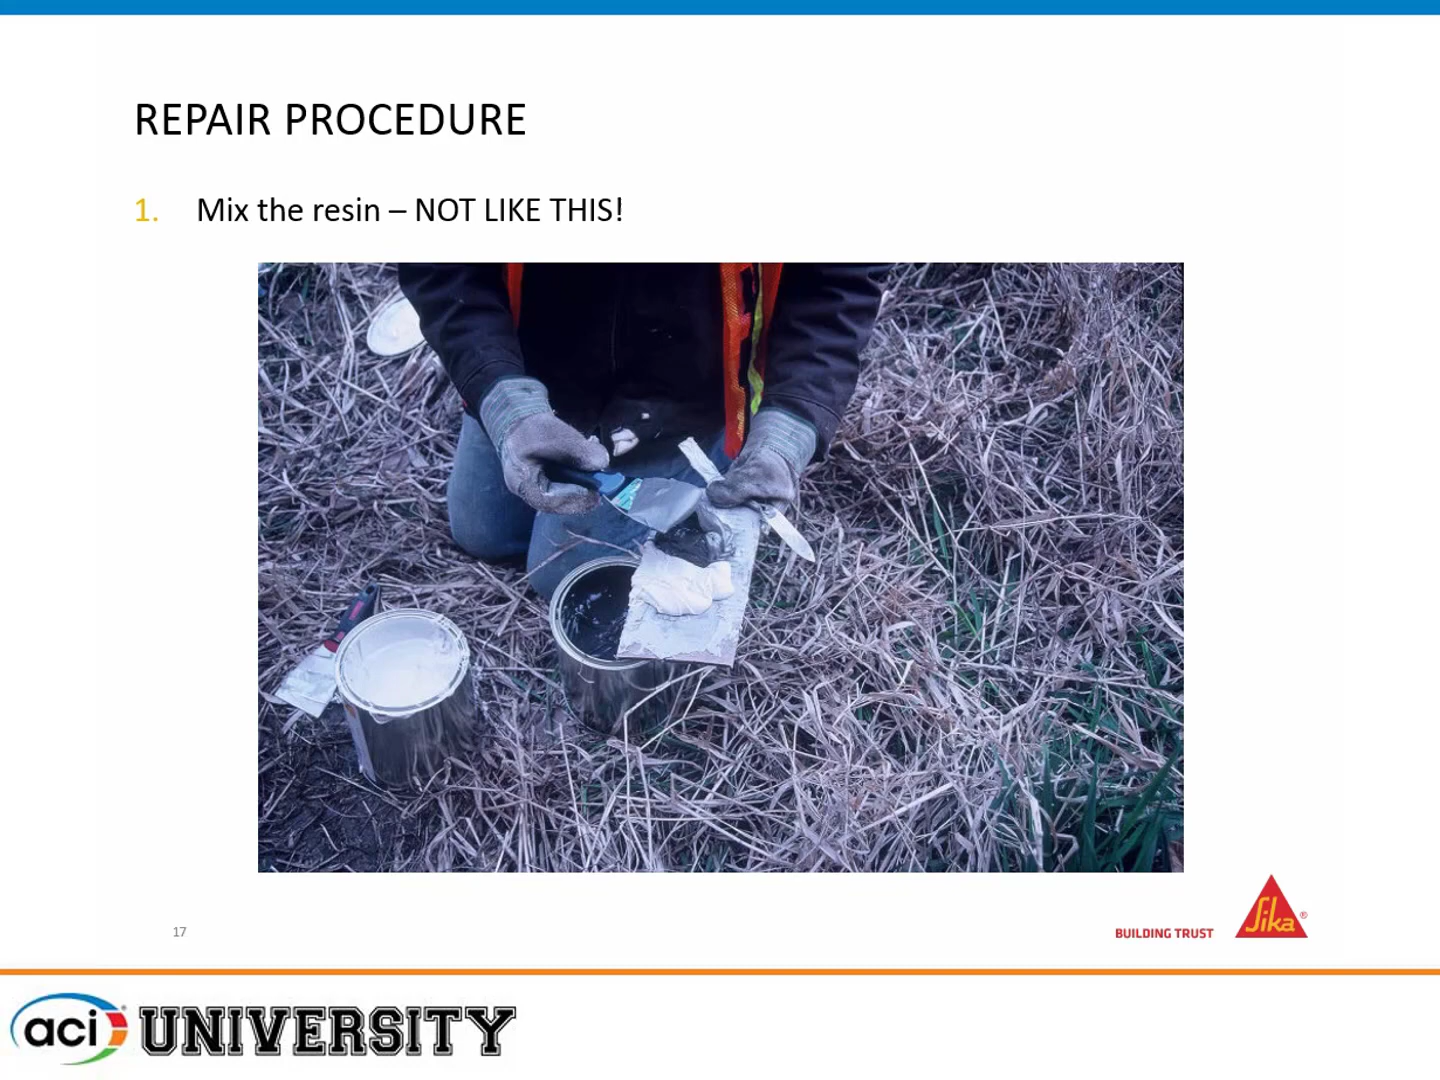 REPAIR PROCEDURE
1. Mix the resin – NOT LIKE THIS!
17
BUILDING TRUST
Sika®
aci UNIVERSITY